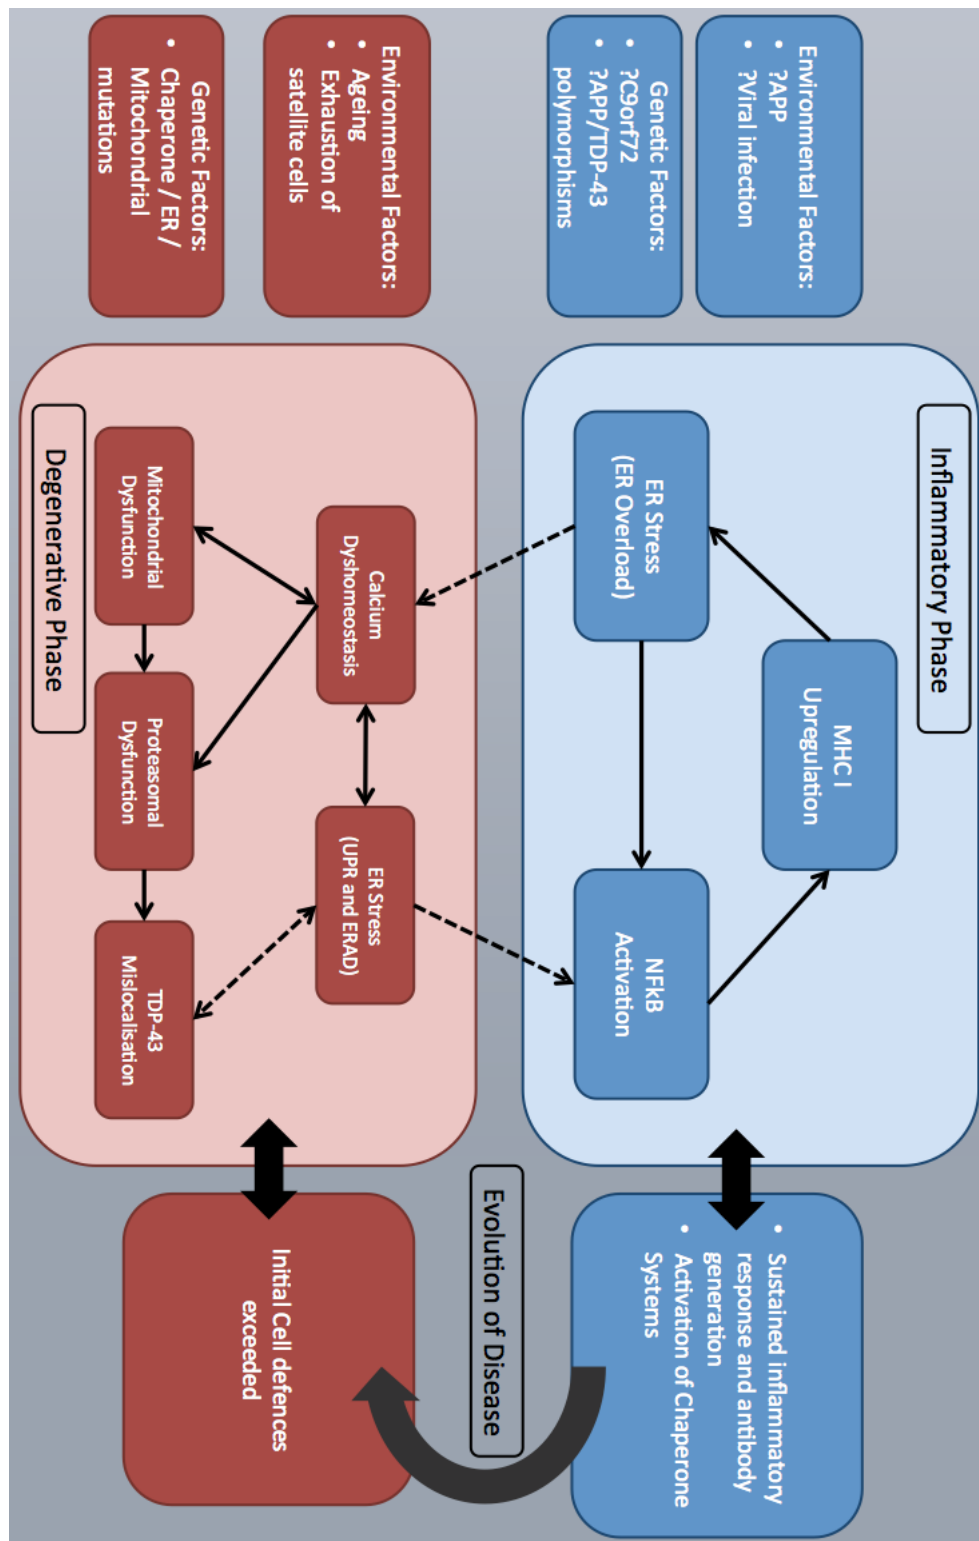 Environmental Factors:
• ?APP
• ?Viral infection
Genetic Factors:
• ?C9orf72
• ?APP/TDP-43
polymorphisms
Inflammatory Phase
MHC I
Upregulation
ER Stress
(ER Overload)
NFkB
Activation
• Sustained inflammatory
response and antibody
generation
• Activation of Chaperone
Systems
Evolution of Disease
Environmental Factors:
• Ageing
• Exhaustion of
satellite cells
Genetic Factors:
• Chaperone / ER /
Mitochondrial
mutations
Calcium
Dyshomeostasis
ER Stress
(UPR and ERAD)
Mitochondrial
Dysfunction
Proteasomal
Dysfunction
TDP-43
Mislocalisation
Degenerative Phase
Initial Cell defences
exceeded